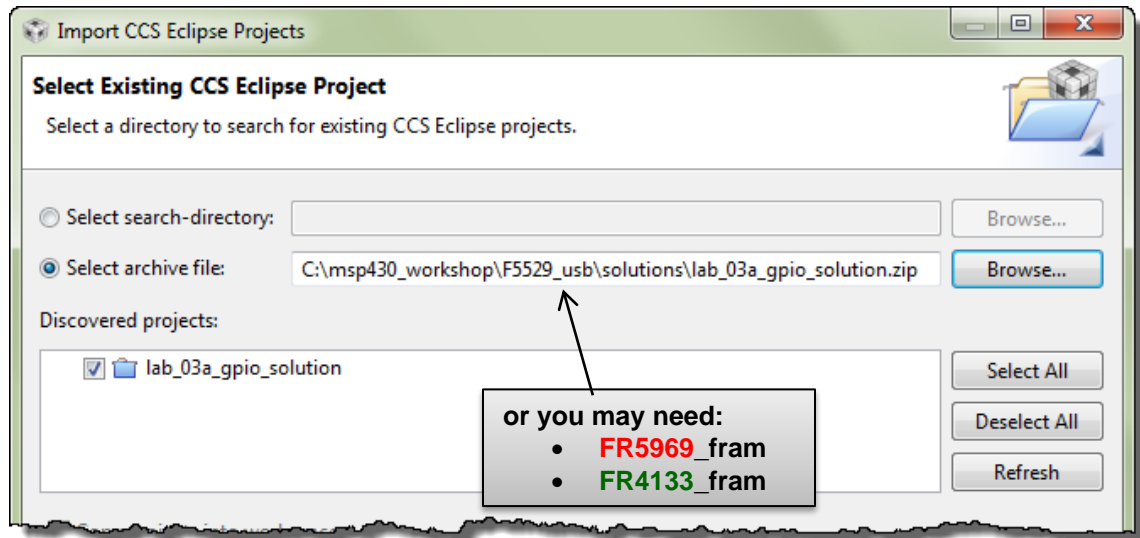 Import CCS Eclipse Projects
Select Existing CCS Eclipse Project
Select a directory to search for existing CCS Eclipse projects.
Select search-directory:
Browse...
Select archive file:
C:\msp430_workshop\F5529_usb\solutions\lab_03a_gpio_solution.zip
Browse...
Discovered projects:
lab_03a_gpio_solution
Select All
Deselect All
Refresh
or you may need:
• FR5969_fram
• FR4133_fram